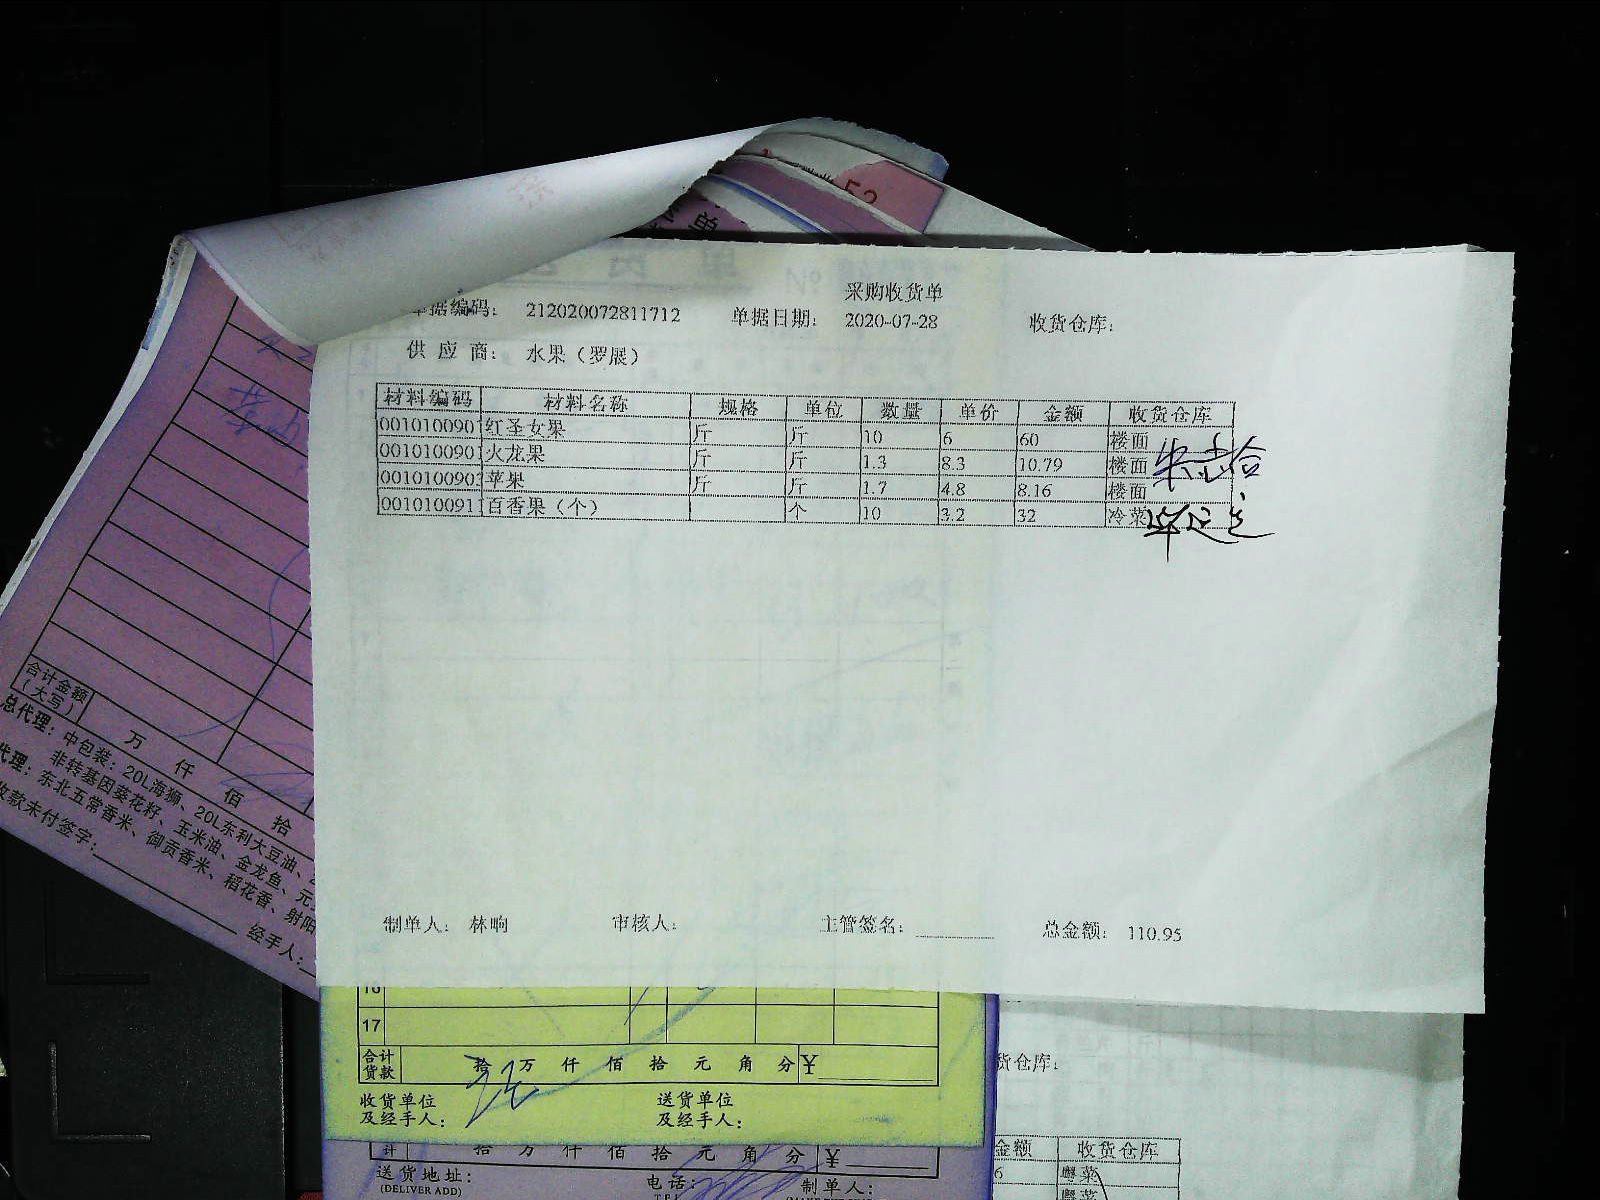 采购收货单
单据编码： 212020072811712 单据日期： 2020-07-28 收货仓库：
供 应 商： 水果（罗展）
材料编码 材料名称 规格 单位 数量 单价 金额 收货仓库
0010100901 红圣女果 斤 斤 10 6 60 楼面
0010100901 火龙果 斤 斤 1.3 8.3 10.79 楼面
0010100903 苹果 斤 斤 1.7 4.8 8.16 楼面
0010100911 百香果（个） 个 10 3.2 32 冷菜
制单人： 林晌 审核人： 主管签名： 总金额： 110.95
合计金额
（大写） 万 仟 佰 拾
总代理：中包装：20L海狮、20L东利大豆油、
非转基因葵花籽、玉米油、金龙鱼、元
代理：东北五常香米、御贡香米、稻花香、射阳
收款未付签字： 经手人：
16
17
合计
货款 拾 万 仟 佰 拾 元 角 分 ¥
收货单位
及经手人：
送货单位
及经手人：
计 拾 万 仟 佰 拾 元 角 分 ¥
送货地址： 电话： 制单人：
(DELIVER ADD)
货仓库：
金额 收货仓库
6 粤菜
粤菜